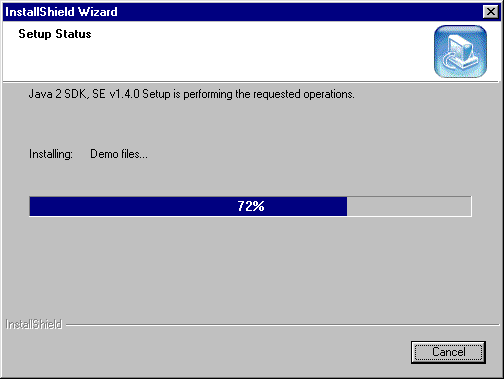 InstallShield Wizard
Setup Status
Java 2 SDK, SE v1.4.0 Setup is performing the requested operations.
Installing: Demo files...
72%
InstallShield
Cancel